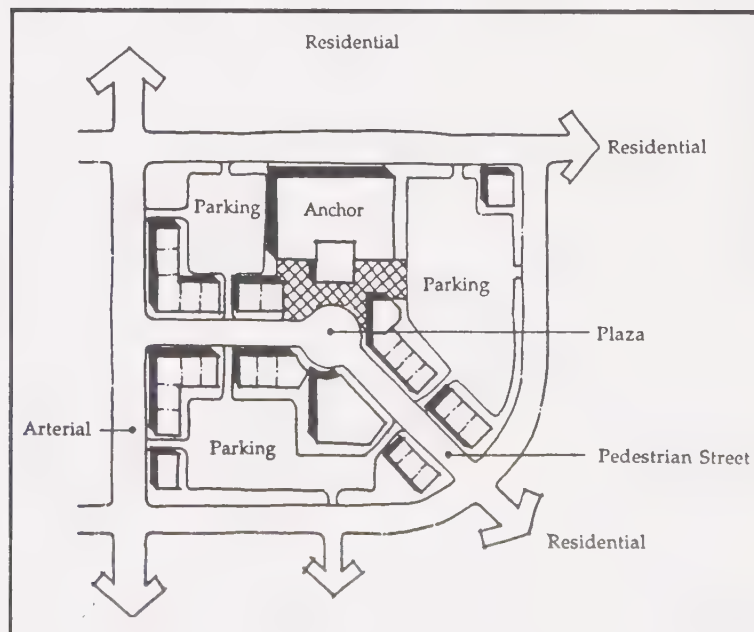 Residential
Residential
Parking
Anchor
Parking
Plaza
Arterial
Parking
Pedestrian Street
Residential